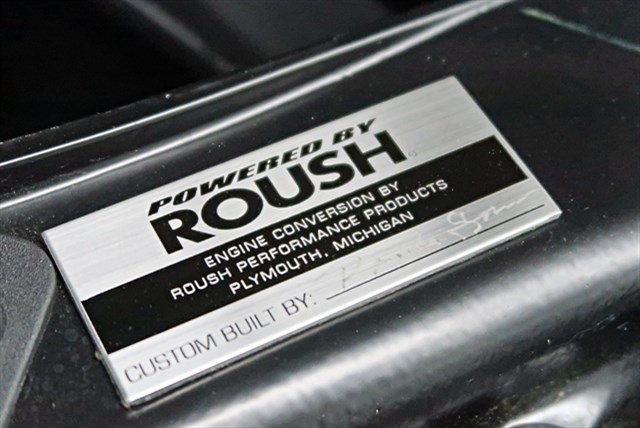 POWERED BY
ROUSH
ENGINE CONVERSION BY
ROUSH PERFORMANCE PRODUCTS
PLYMOUTH, MICHIGAN
CUSTOM BUILT BY: